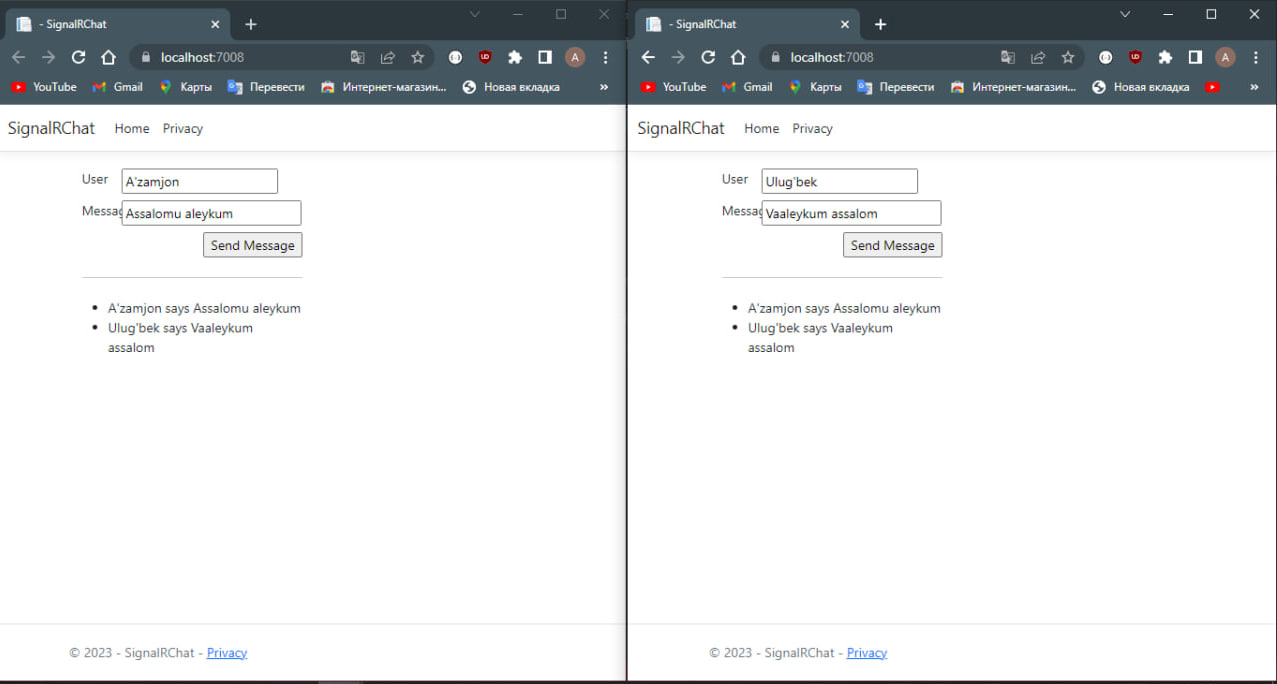 - SignalRChat
localhost:7008
YouTube Gmail Карты Перевести Интернет-магазин... Новая вкладка »
SignalRChat Home Privacy
User A'zamjon
Messag Assalomu aleykum
Send Message
A'zamjon says Assalomu aleykum
Ulug'bek says Vaaleykum
assalom
© 2023 - SignalRChat - Privacy
- SignalRChat
localhost:7008
A
YouTube Gmail Карты Перевести Интернет-магазин... Новая вкладка »
SignalRChat Home Privacy
User Ulug'bek
Messag Vaaleykum assalom
Send Message
A'zamjon says Assalomu aleykum
Ulug'bek says Vaaleykum
assalom
© 2023 - SignalRChat - Privacy